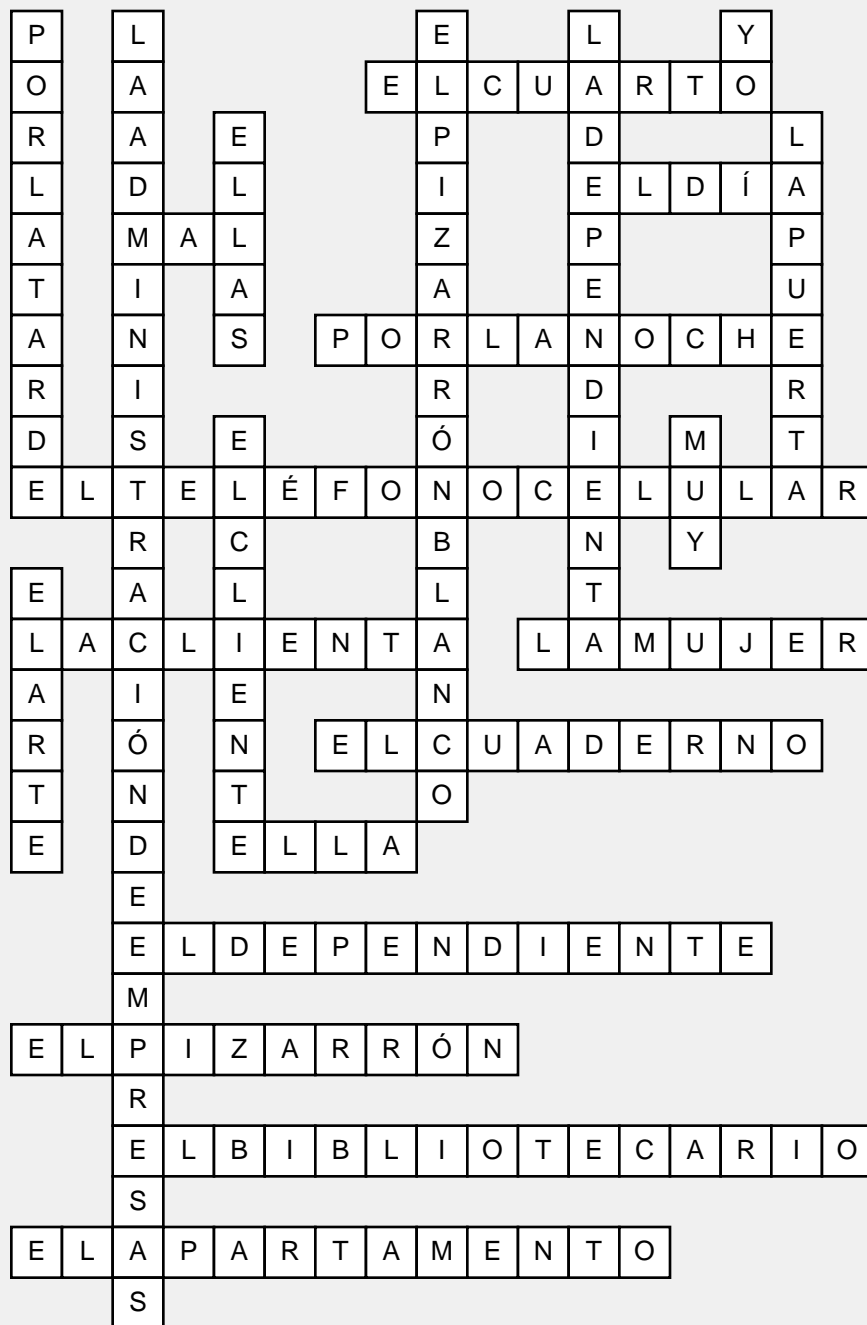 P L E L Y
O A E L C U A R T O
R A E P D L
L D L I E L D Í A
A M A L Z P P
T I A A E U
A N S P O R L A N O C H E
R I R D R
D S E Ó I M T
E L T E L É F O N O C E L U L A R
R C B N Y
E A L L T
L A C L I E N T A L A M U J E R
A I E N
R Ó N E L C U A D E R N O
T N T O
E D E L L A
E
E L D E P E N D I E N T E
M
E L P I Z A R R Ó N
R
E L B I B L I O T E C A R I O
S
E L A P A R T A M E N T O
S